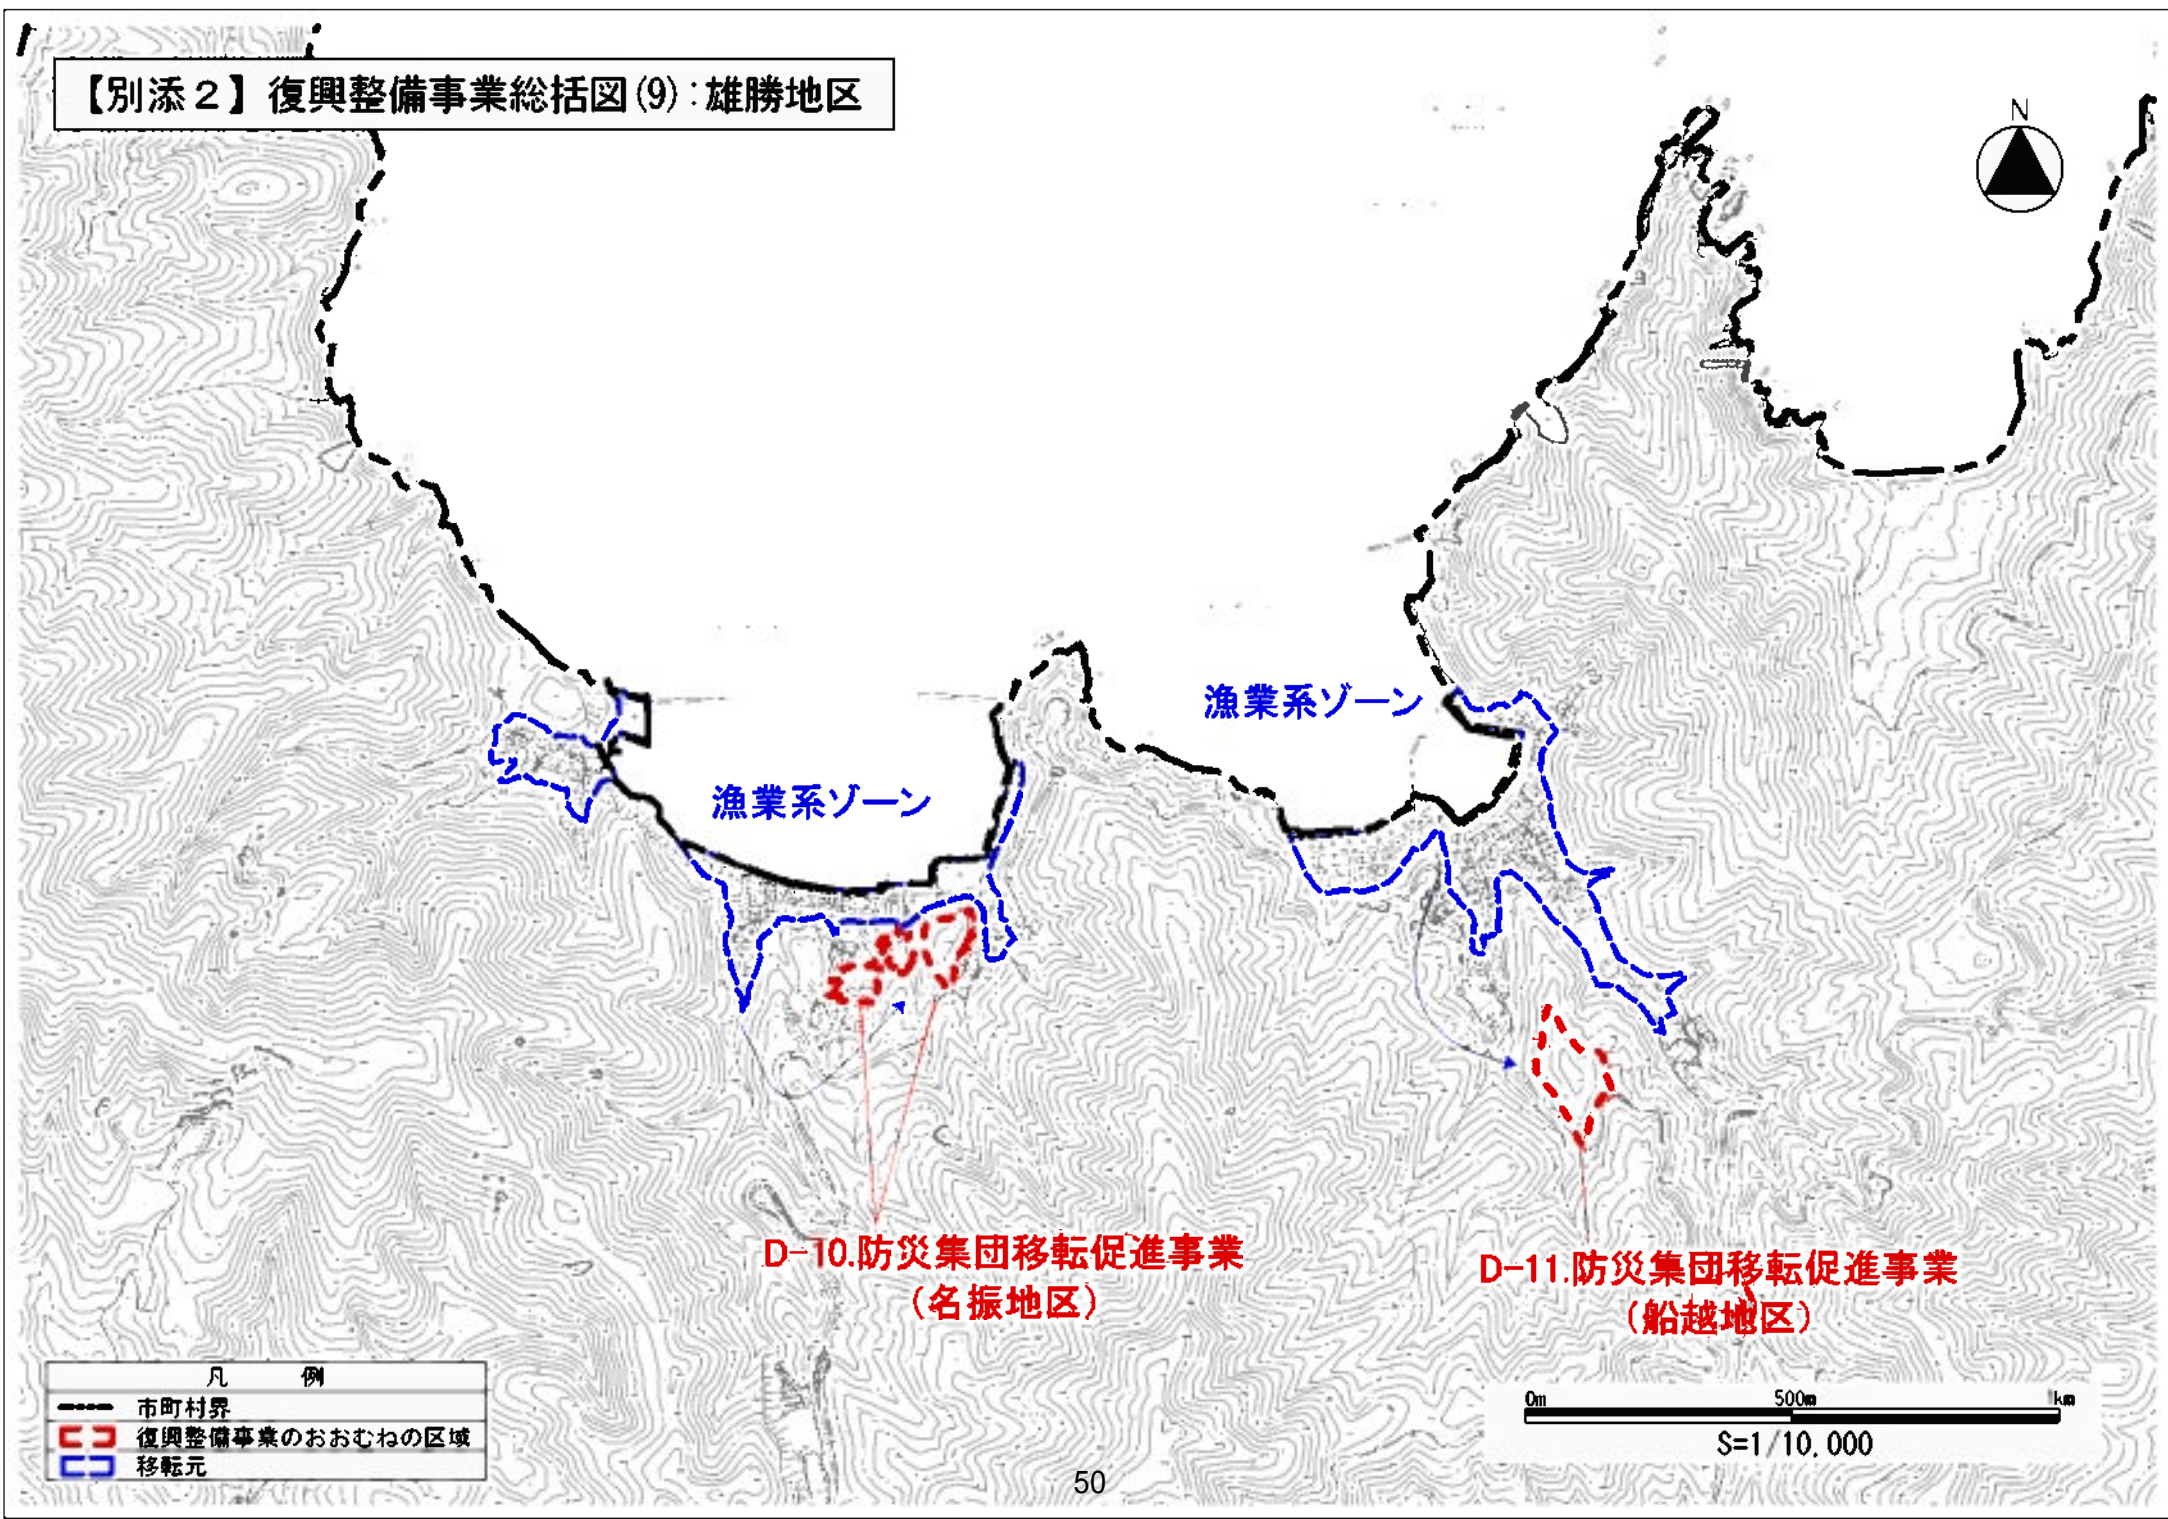 【別添２】復興整備事業総括図(9):雄勝地区
N
漁業系ゾーン
漁業系ゾーン
D-10.防災集団移転促進事業
(名振地区)
D-11.防災集団移転促進事業
(船越地区)
凡 例
市町村界
復興整備事業のおおむねの区域
移転元
0m 500m 1km
S=1/10,000
50